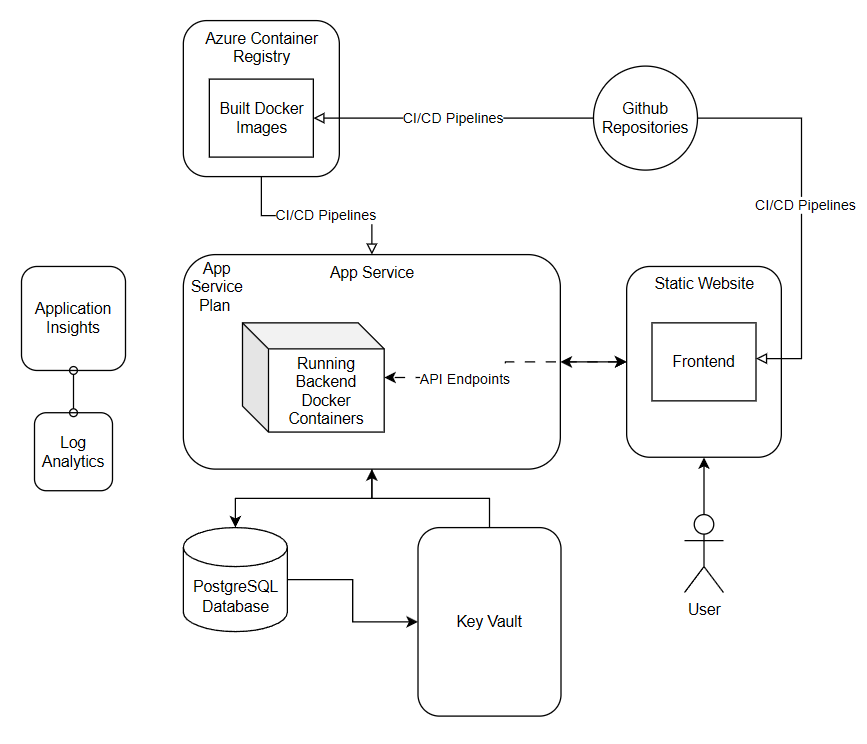 Azure Container
Registry
Built Docker
Images
CI/CD Pipelines
Github
Repositories
CI/CD Pipelines
CI/CD Pipelines
App
Service
Plan
App Service
Static Website
Application
Insights
Running
Backend
Docker
Containers
API Endpoints
Frontend
Log
Analytics
PostgreSQL
Database
Key Vault
User